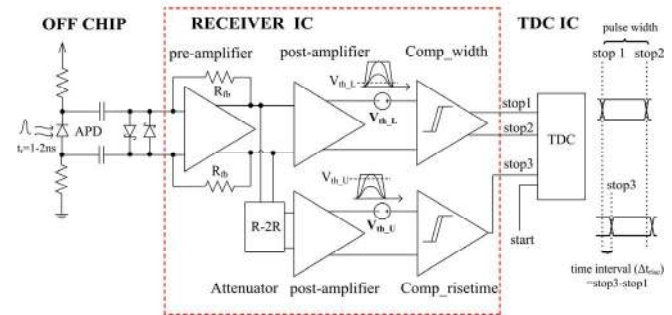 OFF CHIP
RECEIVER IC
TDC IC
pre-amplifier
post-amplifier
Comp_width
pulse width
stop 1
stop2
R_fb
V_th_L
V_th_L
stop1
stop2
stop3
TDC
APD
t_r=1-2ns
R_fb
V_th_U
V_th_U
R-2R
start
stop3
Attenuator
post-amplifier
Comp_risetime
time interval (Δt_rise)
=stop3-stop1